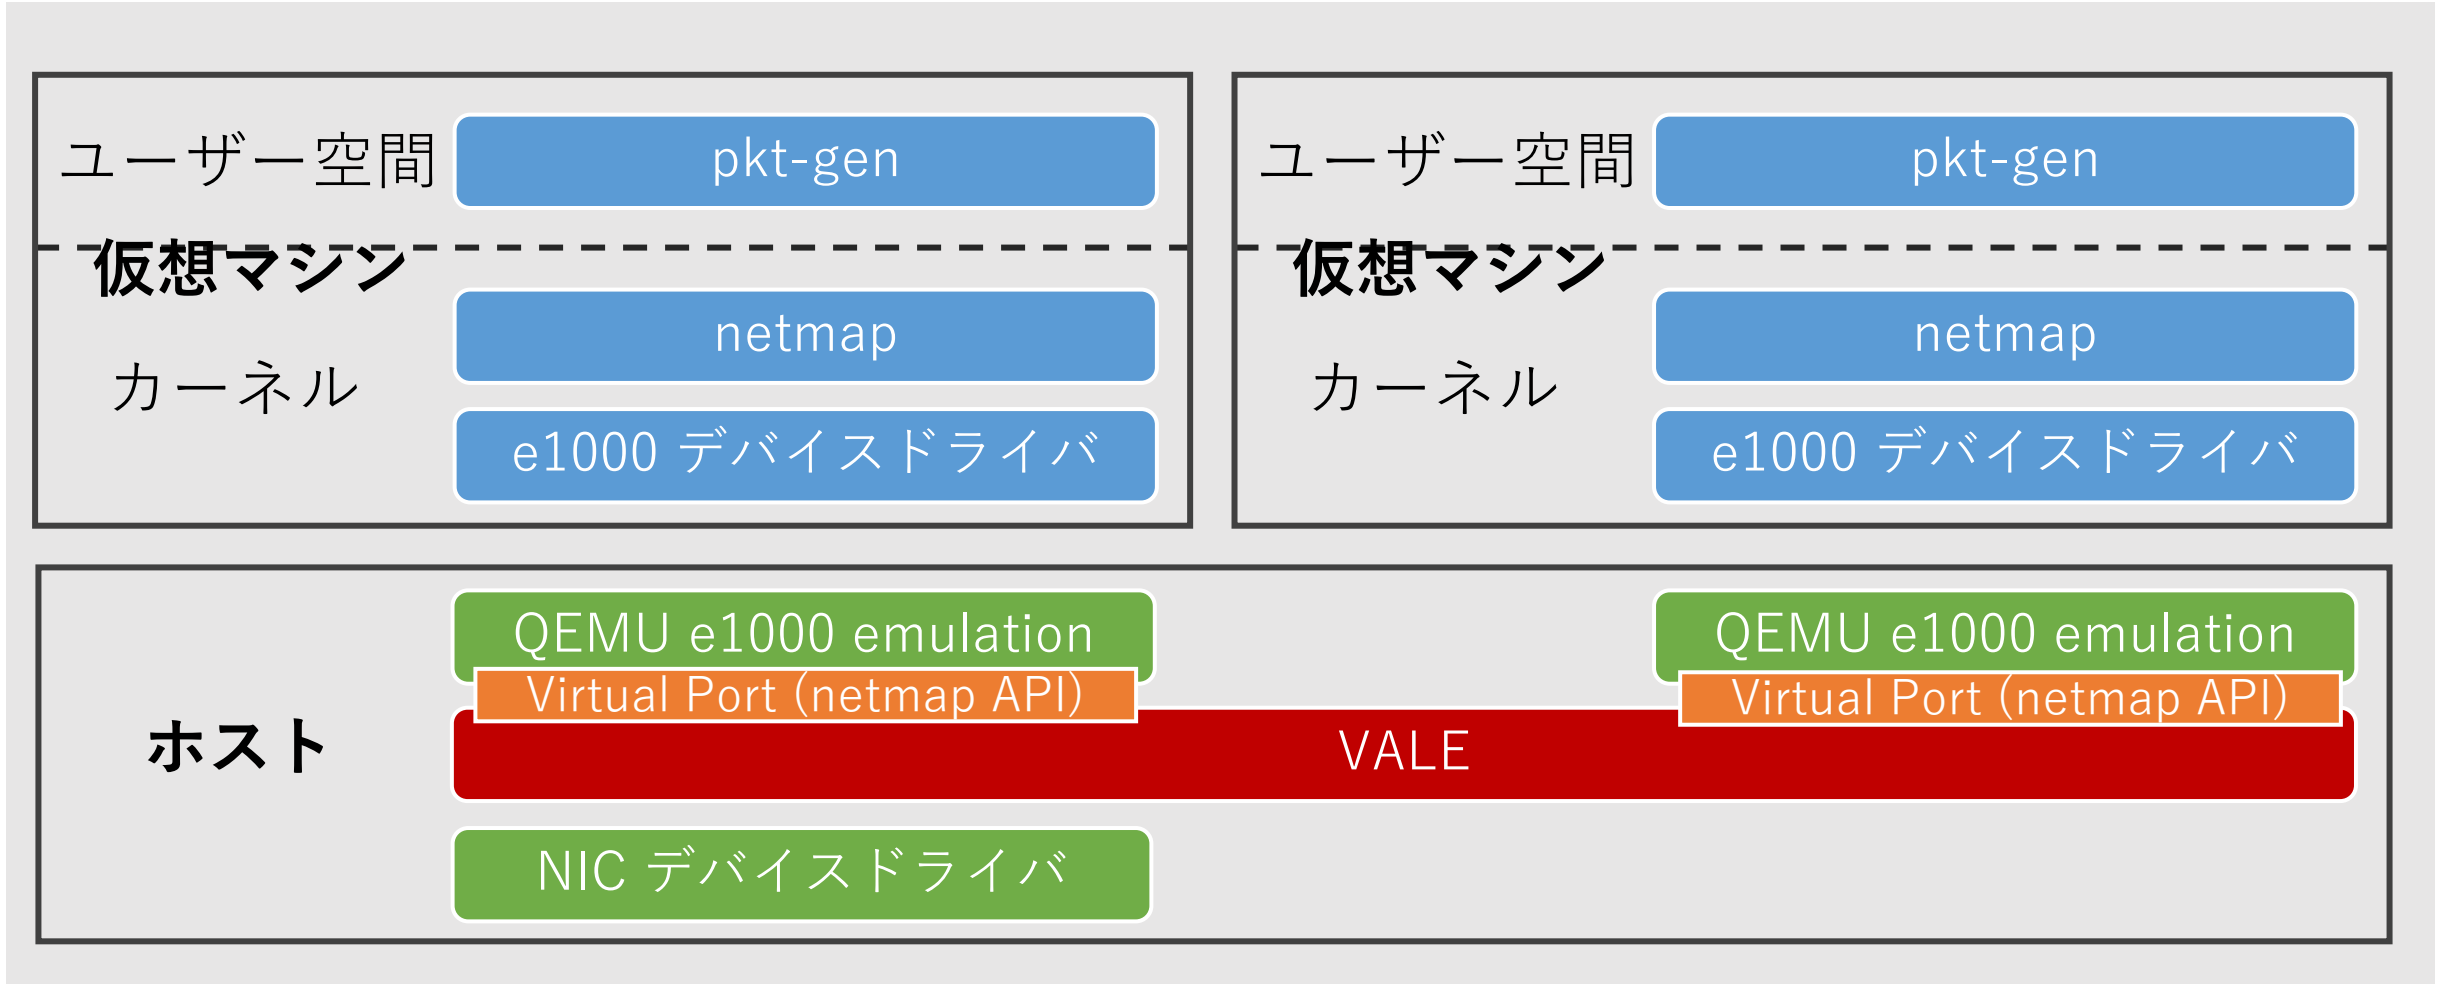 ユーザー空間
pkt-gen
仮想マシン
netmap
カーネル
e1000 デバイスドライバ
ユーザー空間
pkt-gen
仮想マシン
netmap
カーネル
e1000 デバイスドライバ
QEMU e1000 emulation
QEMU e1000 emulation
Virtual Port (netmap API)
Virtual Port (netmap API)
ホスト
VALE
NIC デバイスドライバ